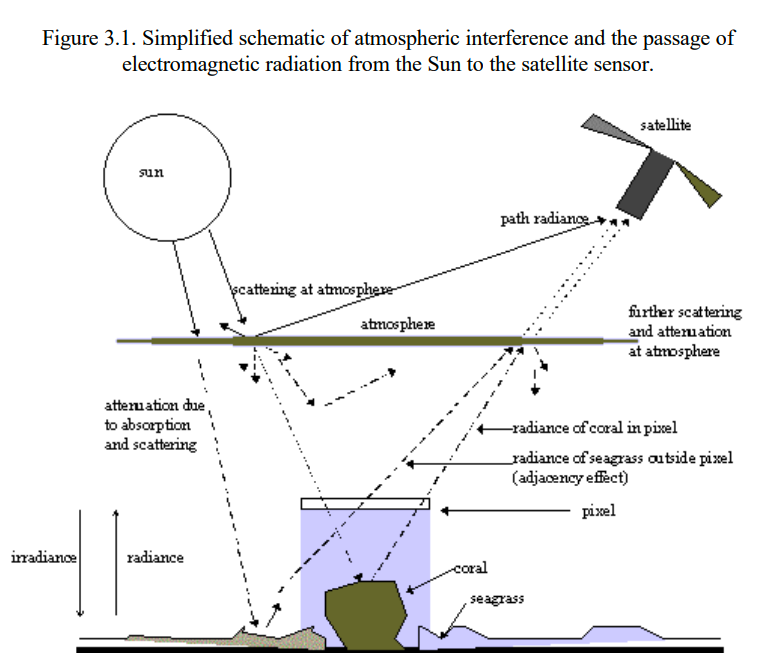 Figure 3.1. Simplified schematic of atmospheric interference and the passage of
electromagnetic radiation from the Sun to the satellite sensor.
satellite
sun
path radiance
scattering at atmosphere
atmosphere
further scattering
and attenuation
at atmosphere
attenuation due
to absorption
and scattering
radiance of coral in pixel
radiance of seagrass outside pixel
(adjacency effect)
pixel
irradiance
radiance
coral
seagrass